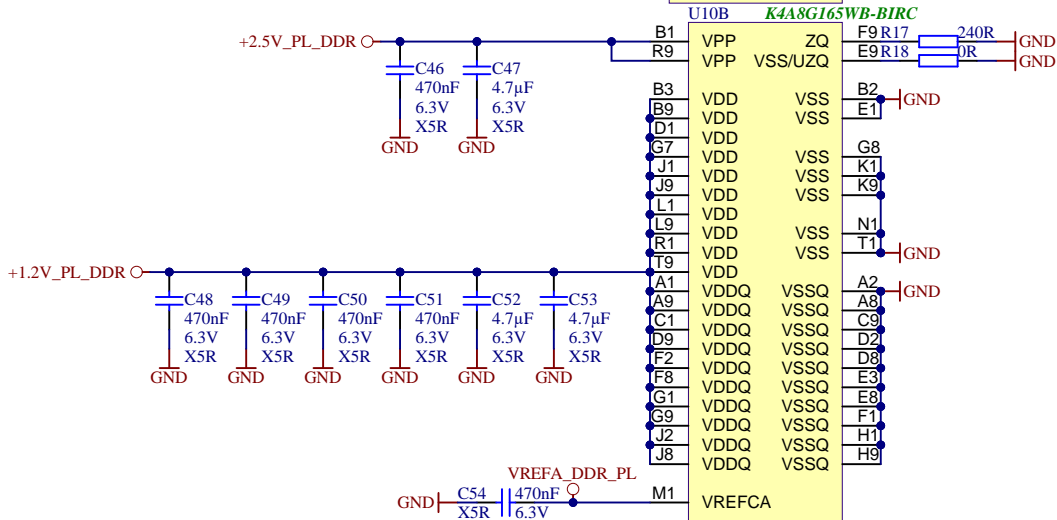 U10B K4A8G165WB-BIRC
+2.5V_PL_DDR B1 VPP ZQ F9 R17 240R GND
R9 VPP VSS/UZQ E9 R18 0R GND
C46 C47
470nF 4.7µF
6.3V 6.3V
X5R X5R
GND GND
B3 VDD VSS B2 GND
B9 VDD VSS E1
D1 VDD
G7 VDD VSS G8
J1 VDD VSS K1
J9 VDD VSS K9
L1 VDD
L9 VDD VSS N1
R1 VDD VSS T1 GND
+1.2V_PL_DDR T9 VDD
A1 VDDQ VSSQ A2 GND
A9 VDDQ VSSQ A8
C1 VDDQ VSSQ C9
D9 VDDQ VSSQ D2
F2 VDDQ VSSQ D8
F8 VDDQ VSSQ E3
G1 VDDQ VSSQ E8
G9 VDDQ VSSQ F1
J2 VDDQ VSSQ H1
J8 VDDQ VSSQ H9
C48 C49 C50 C51 C52 C53
470nF 470nF 470nF 470nF 4.7µF 4.7µF
6.3V 6.3V 6.3V 6.3V 6.3V 6.3V
X5R X5R X5R X5R X5R X5R
GND GND GND GND GND GND
VREFA_DDR_PL
GND C54 470nF M1 VREFCA
X5R 6.3V